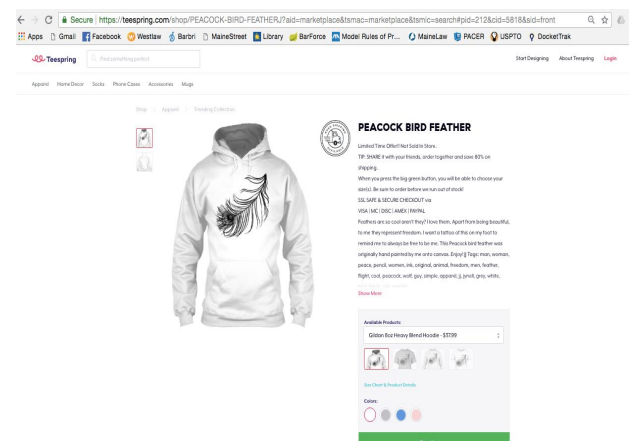 Secure https://teespring.com/shop/PEACOCK-BIRD-FEATHERJ?aid=marketplace&tsmac=marketplace&tsmic=search#pid=212&cid=5818&sid=front
Apps Gmail Facebook Westlaw Barbri MaineStreet Library BarForce Model Rules of Pr... MaineLaw PACER USPTO DocketTrak
Teespring Find something perfect Start Designing About Teespring Login
Apparel Home Decor Socks Phone Cases Accessories Mugs
Shop / Apparel / Trending Collection
PEACOCK BIRD FEATHER
Limited Time Offer!! Not Sold In Store.
TIP: SHARE it with your friends, order together and save 80% on
shipping.
When you press the big green button, you will be able to choose your
size(s). Be sure to order before we run out of stock!
SSL SAFE & SECURE CHECKOUT via
VISA | MC | DISC | AMEX | PAYPAL
Feathers are so cool aren't they? I love them. Apart from being beautiful,
to me they represent freedom. I want a tattoo of this on my foot to
remind me to always be free to be me. This Peacock bird feather was
originally hand painted by me onto canvas. Enjoy!|| Tags: man, woman,
peace, pencil, women, ink, original, animal, freedom, men, feather,
flight, cool, peacock, wall, guy, simple, apparel, jj, jynall, grey, white,
Show More
Available Products:
Gildan 8oz Heavy Blend Hoodie - $37.99
Size Chart & Product Details
Colors: